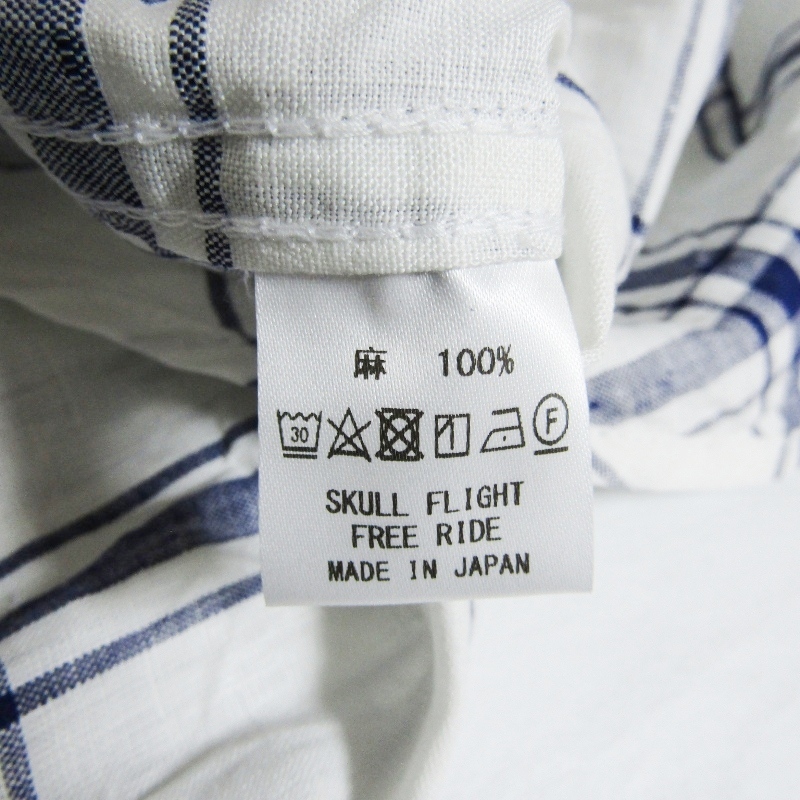 麻 100%
30 F
SKULL FLIGHT
FREE RIDE
MADE IN JAPAN